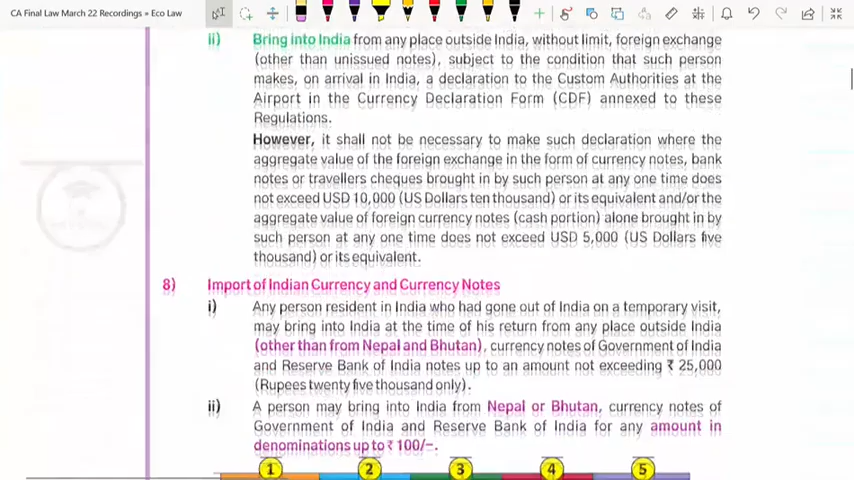 CA Final Law March 22 Recordings » Eco Law
ii) Bring into India from any place outside India, without limit, foreign exchange
(other than unissued notes), subject to the condition that such person
makes, on arrival in India, a declaration to the Custom Authorities at the
Airport in the Currency Declaration Form (CDF) annexed to these
Regulations.
However, it shall not be necessary to make such declaration where the
aggregate value of the foreign exchange in the form of currency notes, bank
notes or travellers cheques brought in by such person at any one time does
not exceed USD 10,000 (US Dollars ten thousand) or its equivalent and/or the
aggregate value of foreign currency notes (cash portion) alone brought in by
such person at any one time does not exceed USD 5,000 (US Dollars five
thousand) or its equivalent.
8) Import of Indian Currency and Currency Notes
i) Any person resident in India who had gone out of India on a temporary visit,
may bring into India at the time of his return from any place outside India
(other than from Nepal and Bhutan), currency notes of Government of India
and Reserve Bank of India notes up to an amount not exceeding ₹ 25,000
(Rupees twenty five thousand only).
ii) A person may bring into India from Nepal or Bhutan, currency notes of
Government of India and Reserve Bank of India for any amount in
denominations up to ₹ 100/-.
1 2 3 4 5